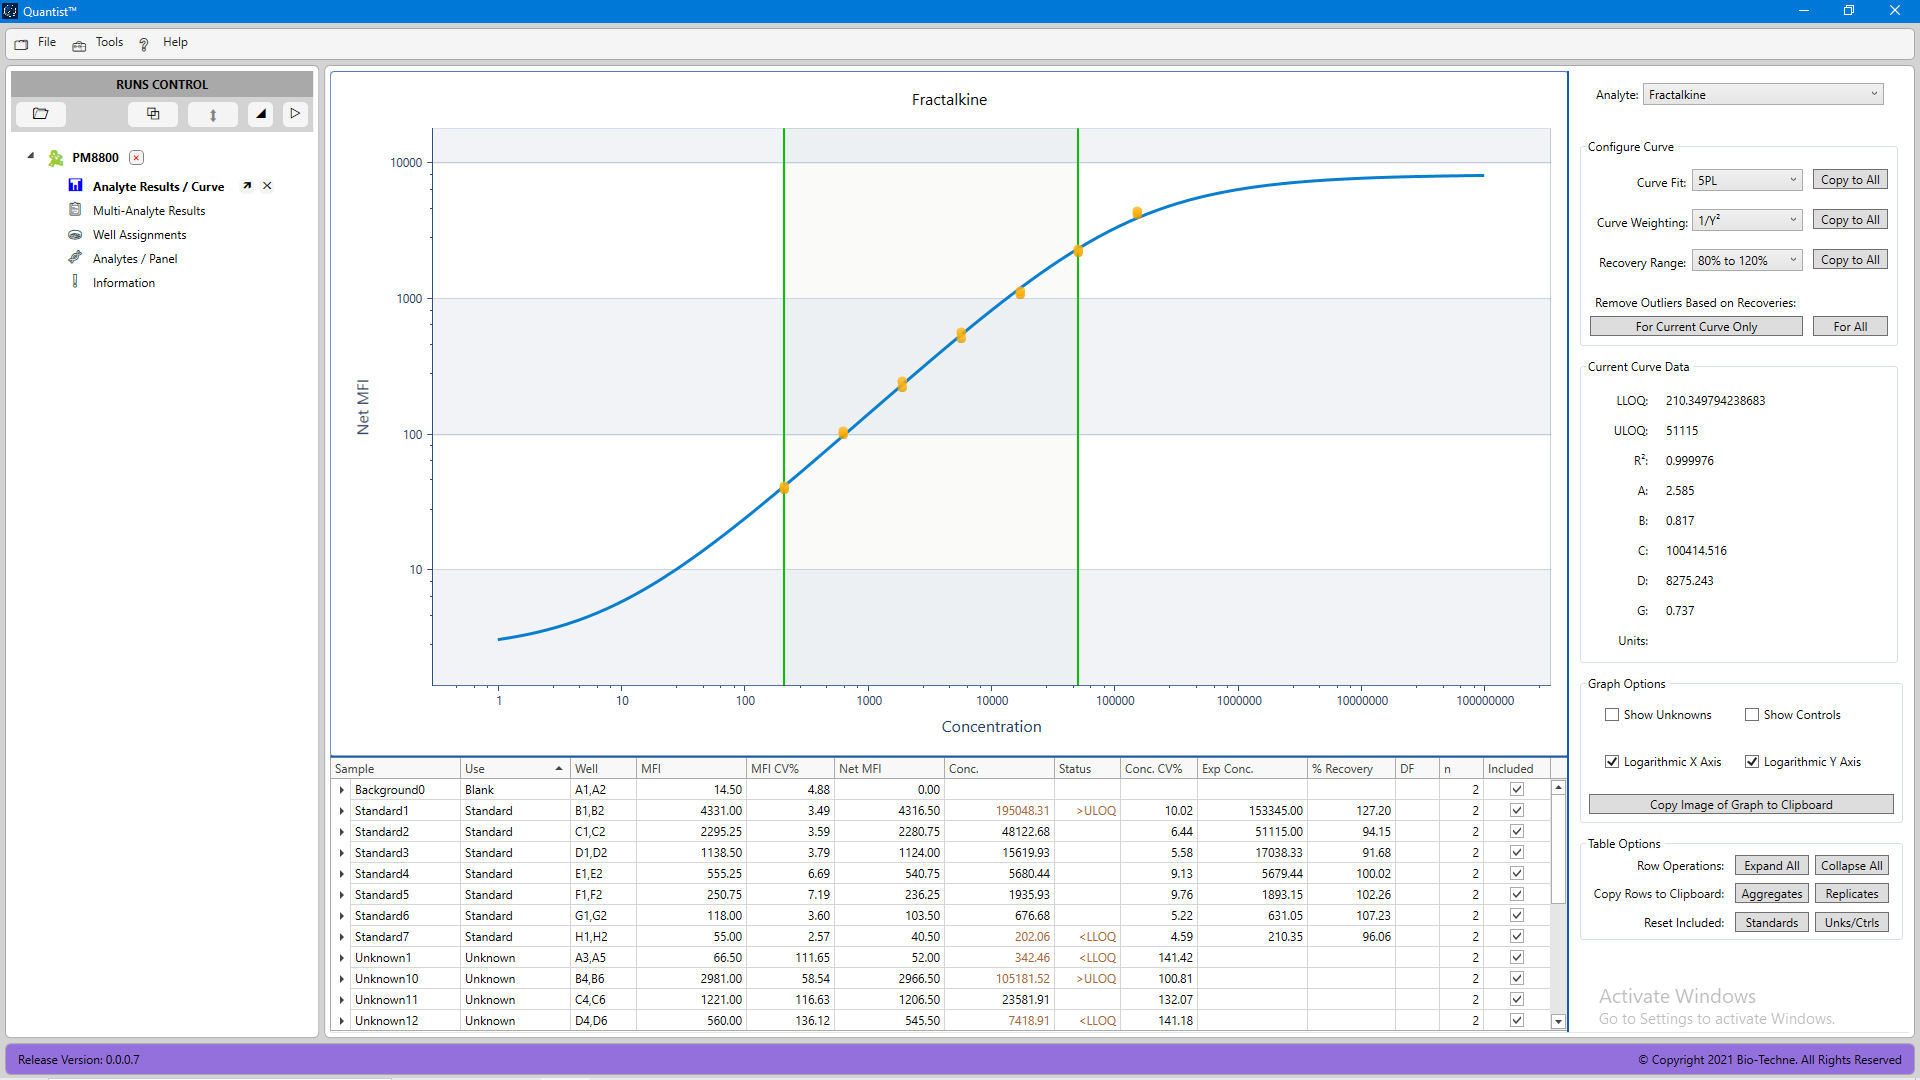 Quantist™
File Tools Help
RUNS CONTROL
PM8800
Analyte Results / Curve
Multi-Analyte Results
Well Assignments
Analytes / Panel
Information
Fractalkine
10000
1000
100
10
Net MFI
1 10 100 1000 10000 100000 1000000 10000000 100000000
Concentration
Sample Use Well MFI MFI CV% Net MFI Conc. Status Conc. CV% Exp Conc. % Recovery DF n Included
Background0 Blank A1,A2 14.50 4.88 0.00 2
Standard1 Standard B1,B2 4331.00 3.49 4316.50 195048.31 >ULOQ 10.02 153345.00 127.20 2
Standard2 Standard C1,C2 2295.25 3.59 2280.75 48122.68 6.44 51115.00 94.15 2
Standard3 Standard D1,D2 1138.50 3.79 1124.00 15619.93 5.58 17038.33 91.68 2
Standard4 Standard E1,E2 555.25 6.69 540.75 5680.44 9.13 5679.44 100.02 2
Standard5 Standard F1,F2 250.75 7.19 236.25 1935.93 9.76 1893.15 102.26 2
Standard6 Standard G1,G2 118.00 3.60 103.50 676.68 5.22 631.05 107.23 2
Standard7 Standard H1,H2 55.00 2.57 40.50 202.06 <LLOQ 4.59 210.35 96.06 2
Unknown1 Unknown A3,A5 66.50 111.65 52.00 342.46 <LLOQ 141.42 2
Unknown10 Unknown B4,B6 2981.00 58.54 2966.50 105181.52 >ULOQ 100.81 2
Unknown11 Unknown C4,C6 1221.00 116.63 1206.50 23581.91 132.07 2
Unknown12 Unknown D4,D6 560.00 136.12 545.50 7418.91 <LLOQ 141.18 2
Analyte: Fractalkine
Configure Curve
Curve Fit: 5PL Copy to All
Curve Weighting: 1/Y² Copy to All
Recovery Range: 80% to 120% Copy to All
Remove Outliers Based on Recoveries:
For Current Curve Only For All
Current Curve Data
LLOQ: 210.349794238683
ULOQ: 51115
R²: 0.999976
A: 2.585
B: 0.817
C: 100414.516
D: 8275.243
G: 0.737
Units:
Graph Options
Show Unknowns Show Controls
Logarithmic X Axis Logarithmic Y Axis
Copy Image of Graph to Clipboard
Table Options
Row Operations: Expand All Collapse All
Copy Rows to Clipboard: Aggregates Replicates
Reset Included: Standards Unks/Ctrls
Activate Windows
Go to Settings to activate Windows.
Release Version: 0.0.0.7
© Copyright 2021 Bio-Techne. All Rights Reserved